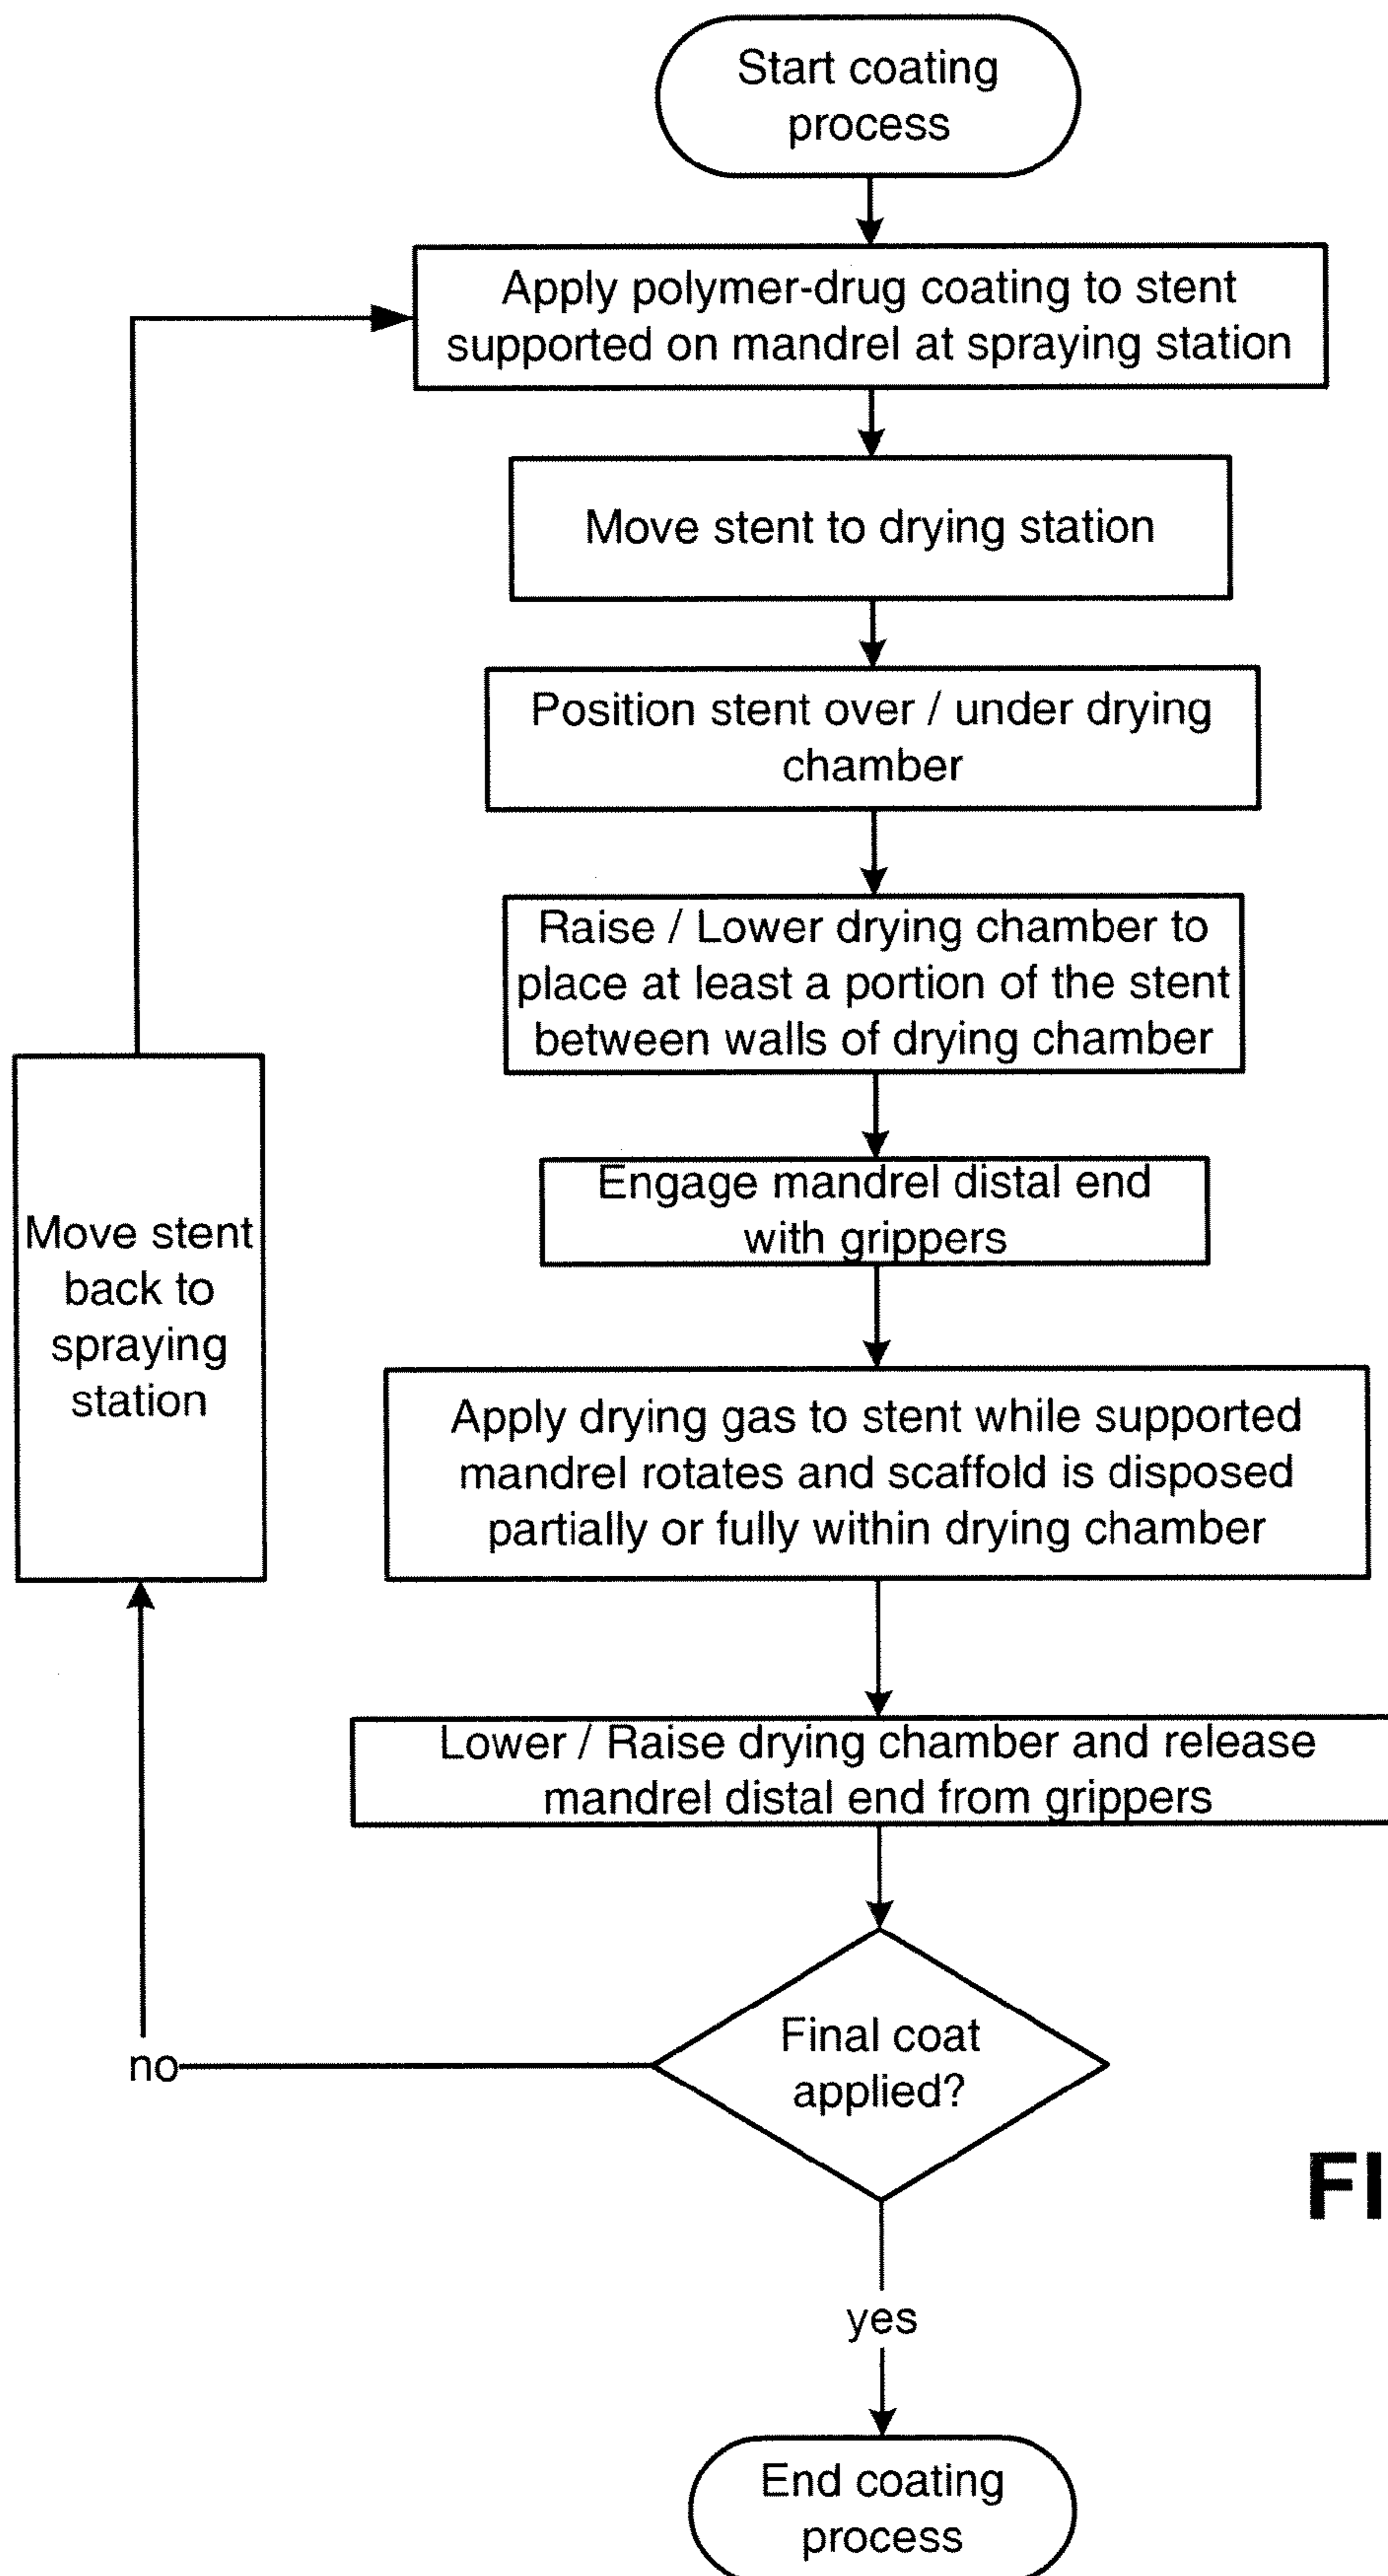 Start coating
process
Apply polymer-drug coating to stent
supported on mandrel at spraying station
Move stent to drying station
Position stent over / under drying
chamber
Raise / Lower drying chamber to
place at least a portion of the stent
between walls of drying chamber
Engage mandrel distal end
with grippers
Move stent
back to
spraying
station
Apply drying gas to stent while supported
mandrel rotates and scaffold is disposed
partially or fully within drying chamber
Lower / Raise drying chamber and release
mandrel distal end from grippers
Final coat
applied?
no
FI
yes
End coating
process